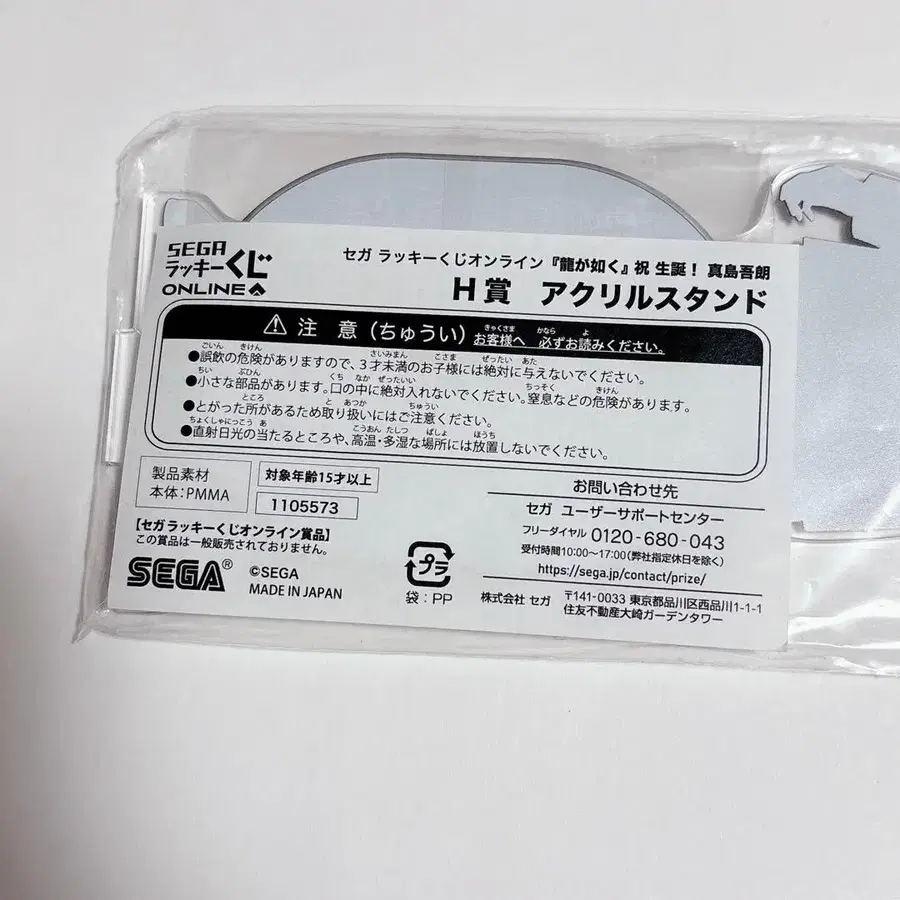 SEGA
ラッキーくじ
ONLINE
セガ ラッキーくじオンライン『龍が如く』祝 生誕！ 真島吾朗
H賞 アクリルスタンド
⚠ 注 意（ちゅうい） お客様へ 必ずお読みください。
●誤飲の危険がありますので、3才未満のお子様には絶対に与えないでください。
●小さな部品があります。口の中に絶対入れないでください。窒息などの危険があります。
●とがった所があるため取り扱いにはご注意ください。
●直射日光の当たるところや、高温・多湿な場所には放置しないでください。
製品素材
本体：PMMA
対象年齢15才以上
1105573
【セガ ラッキーくじオンライン賞品】
この賞品は一般販売されておりません。
SEGA®
©SEGA
MADE IN JAPAN
プラ
袋：PP
お問い合わせ先
セガ ユーザーサポートセンター
フリーダイヤル 0120-680-043
受付時間10:00〜17:00（弊社指定休日を除く）
https://sega.jp/contact/prize/
株式会社 セガ 〒141-0033 東京都品川区西品川1-1-1
住友不動産大崎ガーデンタワー